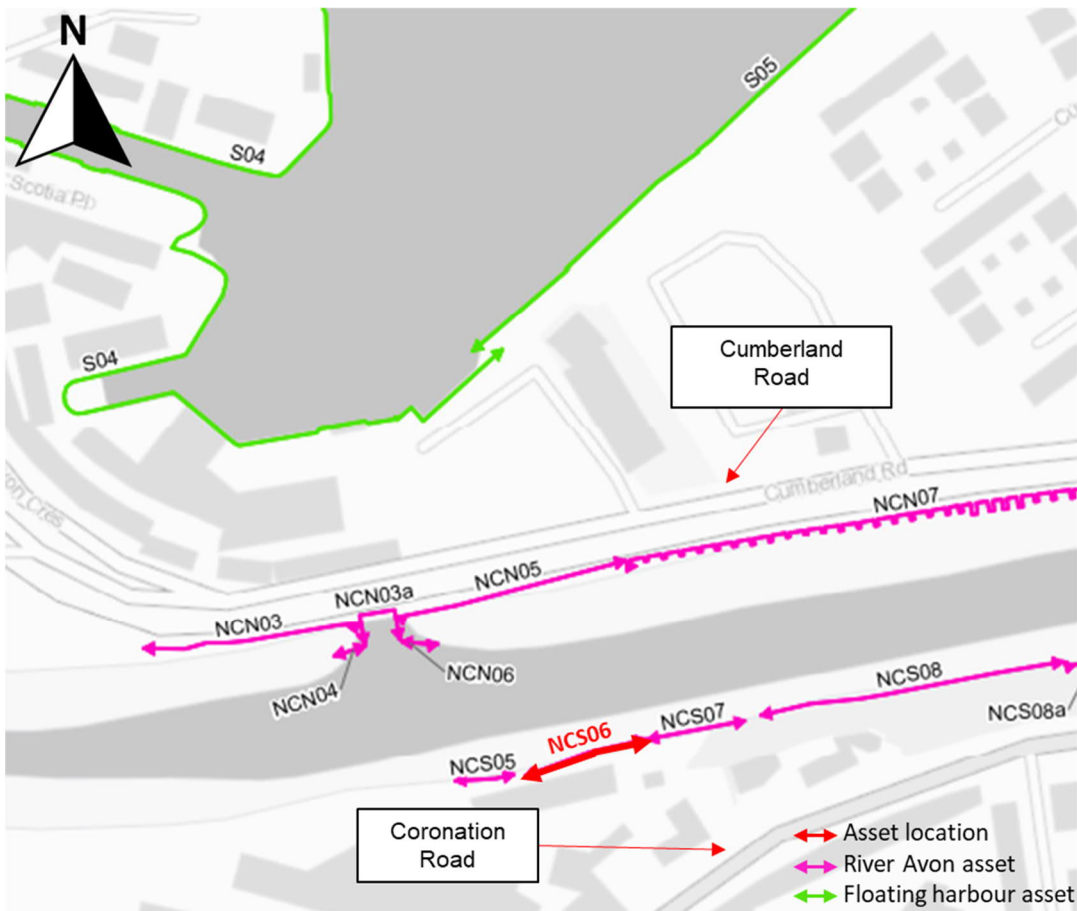 N
S05
S04
Scotia Pl
S04
Cumberland
Road
Cumberland Rd
NCN07
NCN05
NCN03a
NCN03
NCN04
NCN06
NCS08
NCS08a
NCS07
NCS06
NCS05
Coronation
Road
Asset location
River Avon asset
Floating harbour asset